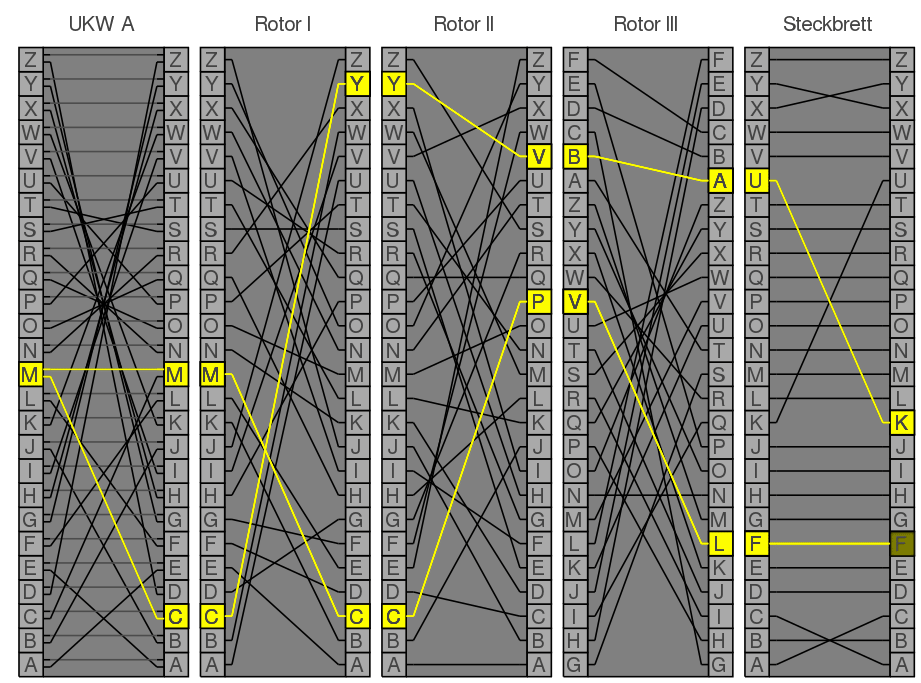 UKW A Rotor I Rotor II Rotor III Steckbrett
Z Z Z Z Z Z F F Z Z
Y Y Y Y Y Y E E Y Y
X X X X X X D D X X
W W W W W W C C W W
V V V V V V B B V V
U U U U U U A A U U
T T T T T T Z Z T T
S S S S S S Y Y S S
R R R R R R X X R R
Q Q Q Q Q Q W W Q Q
P P P P P P V V P P
O O O O O O U U O O
N N N N N N T T N N
M M M M M M S S M M
L L L L L L R R L L
K K K K K K Q Q K K
J J J J J J P P J J
I I I I I I O O I I
H H H H H H N N H H
G G G G G G M M G G
F F F F F F L L F F
E E E E E E K K E E
D D D D D D J J D D
C C C C C C I I C C
B B B B B B H H B B
A A A A A A G G A A